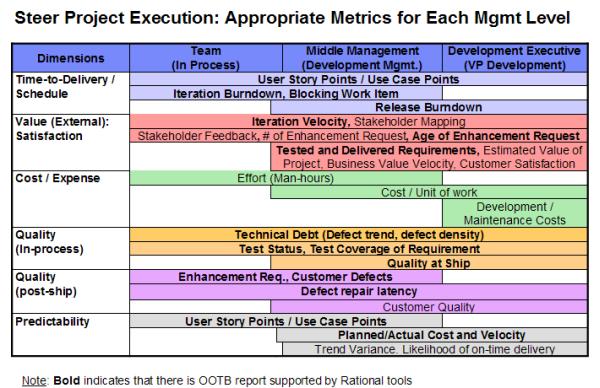 Steer Project Execution: Appropriate Metrics for Each Mgmt Level
Dimensions
Team
(In Process)
Middle Management
(Development Mgmt.)
Development Executive
(VP Development)
Time-to-Delivery /
Schedule
User Story Points / Use Case Points
Iteration Burndown, Blocking Work Item
Release Burndown
Value (External):
Satisfaction
Iteration Velocity, Stakeholder Mapping
Stakeholder Feedback, # of Enhancement Request, Age of Enhancement Request
Tested and Delivered Requirements, Estimated Value of
Project, Business Value Velocity, Customer Satisfaction
Cost / Expense
Effort (Man-hours)
Cost / Unit of work
Development /
Maintenance Costs
Quality
(In-process)
Technical Debt (Defect trend, defect density)
Test Status, Test Coverage of Requirement
Quality at Ship
Quality
(post-ship)
Enhancement Req., Customer Defects
Defect repair latency
Customer Quality
Predictability
User Story Points / Use Case Points
Planned/Actual Cost and Velocity
Trend Variance. Likelihood of on-time delivery
Note: Bold indicates that there is OOTB report supported by Rational tools